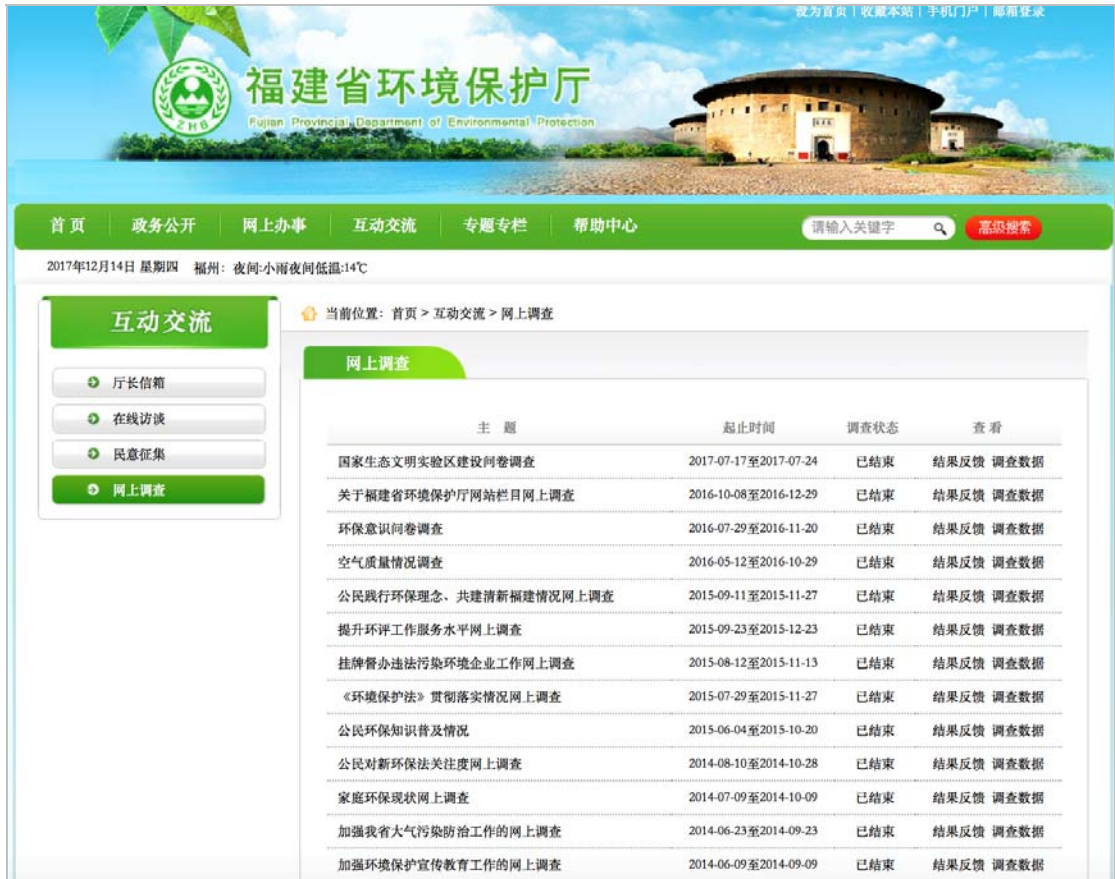 设为首页 | 收藏本站 | 手机门户 | 邮箱登录
福建省环境保护厅
Fujian Provincial Department of Environmental Protection
ZHB
首页 政务公开 网上办事 互动交流 专题专栏 帮助中心 请输入关键字 高级搜索
2017年12月14日 星期四 福州：夜间:小雨夜间低温:14℃
互动交流
厅长信箱
在线访谈
民意征集
网上调查
当前位置：首页 > 互动交流 > 网上调查
网上调查
主 题 起止时间 调查状态 查看
国家生态文明实验区建设问卷调查 2017-07-17至2017-07-24 已结束 结果反馈 调查数据
关于福建省环境保护厅网站栏目网上调查 2016-10-08至2016-12-29 已结束 结果反馈 调查数据
环保意识问卷调查 2016-07-29至2016-11-20 已结束 结果反馈 调查数据
空气质量情况调查 2016-05-12至2016-10-29 已结束 结果反馈 调查数据
公民践行环保理念、共建清新福建情况网上调查 2015-09-11至2015-11-27 已结束 结果反馈 调查数据
提升环评工作服务水平网上调查 2015-09-23至2015-12-23 已结束 结果反馈 调查数据
挂牌督办违法污染环境企业工作网上调查 2015-08-12至2015-11-13 已结束 结果反馈 调查数据
《环境保护法》贯彻落实情况网上调查 2015-07-29至2015-11-27 已结束 结果反馈 调查数据
公民环保知识普及情况 2015-06-04至2015-10-20 已结束 结果反馈 调查数据
公民对新环保法关注度网上调查 2014-08-10至2014-10-28 已结束 结果反馈 调查数据
家庭环保现状网上调查 2014-07-09至2014-10-09 已结束 结果反馈 调查数据
加强我省大气污染防治工作的网上调查 2014-06-23至2014-09-23 已结束 结果反馈 调查数据
加强环境保护宣传教育工作的网上调查 2014-06-09至2014-09-09 已结束 结果反馈 调查数据